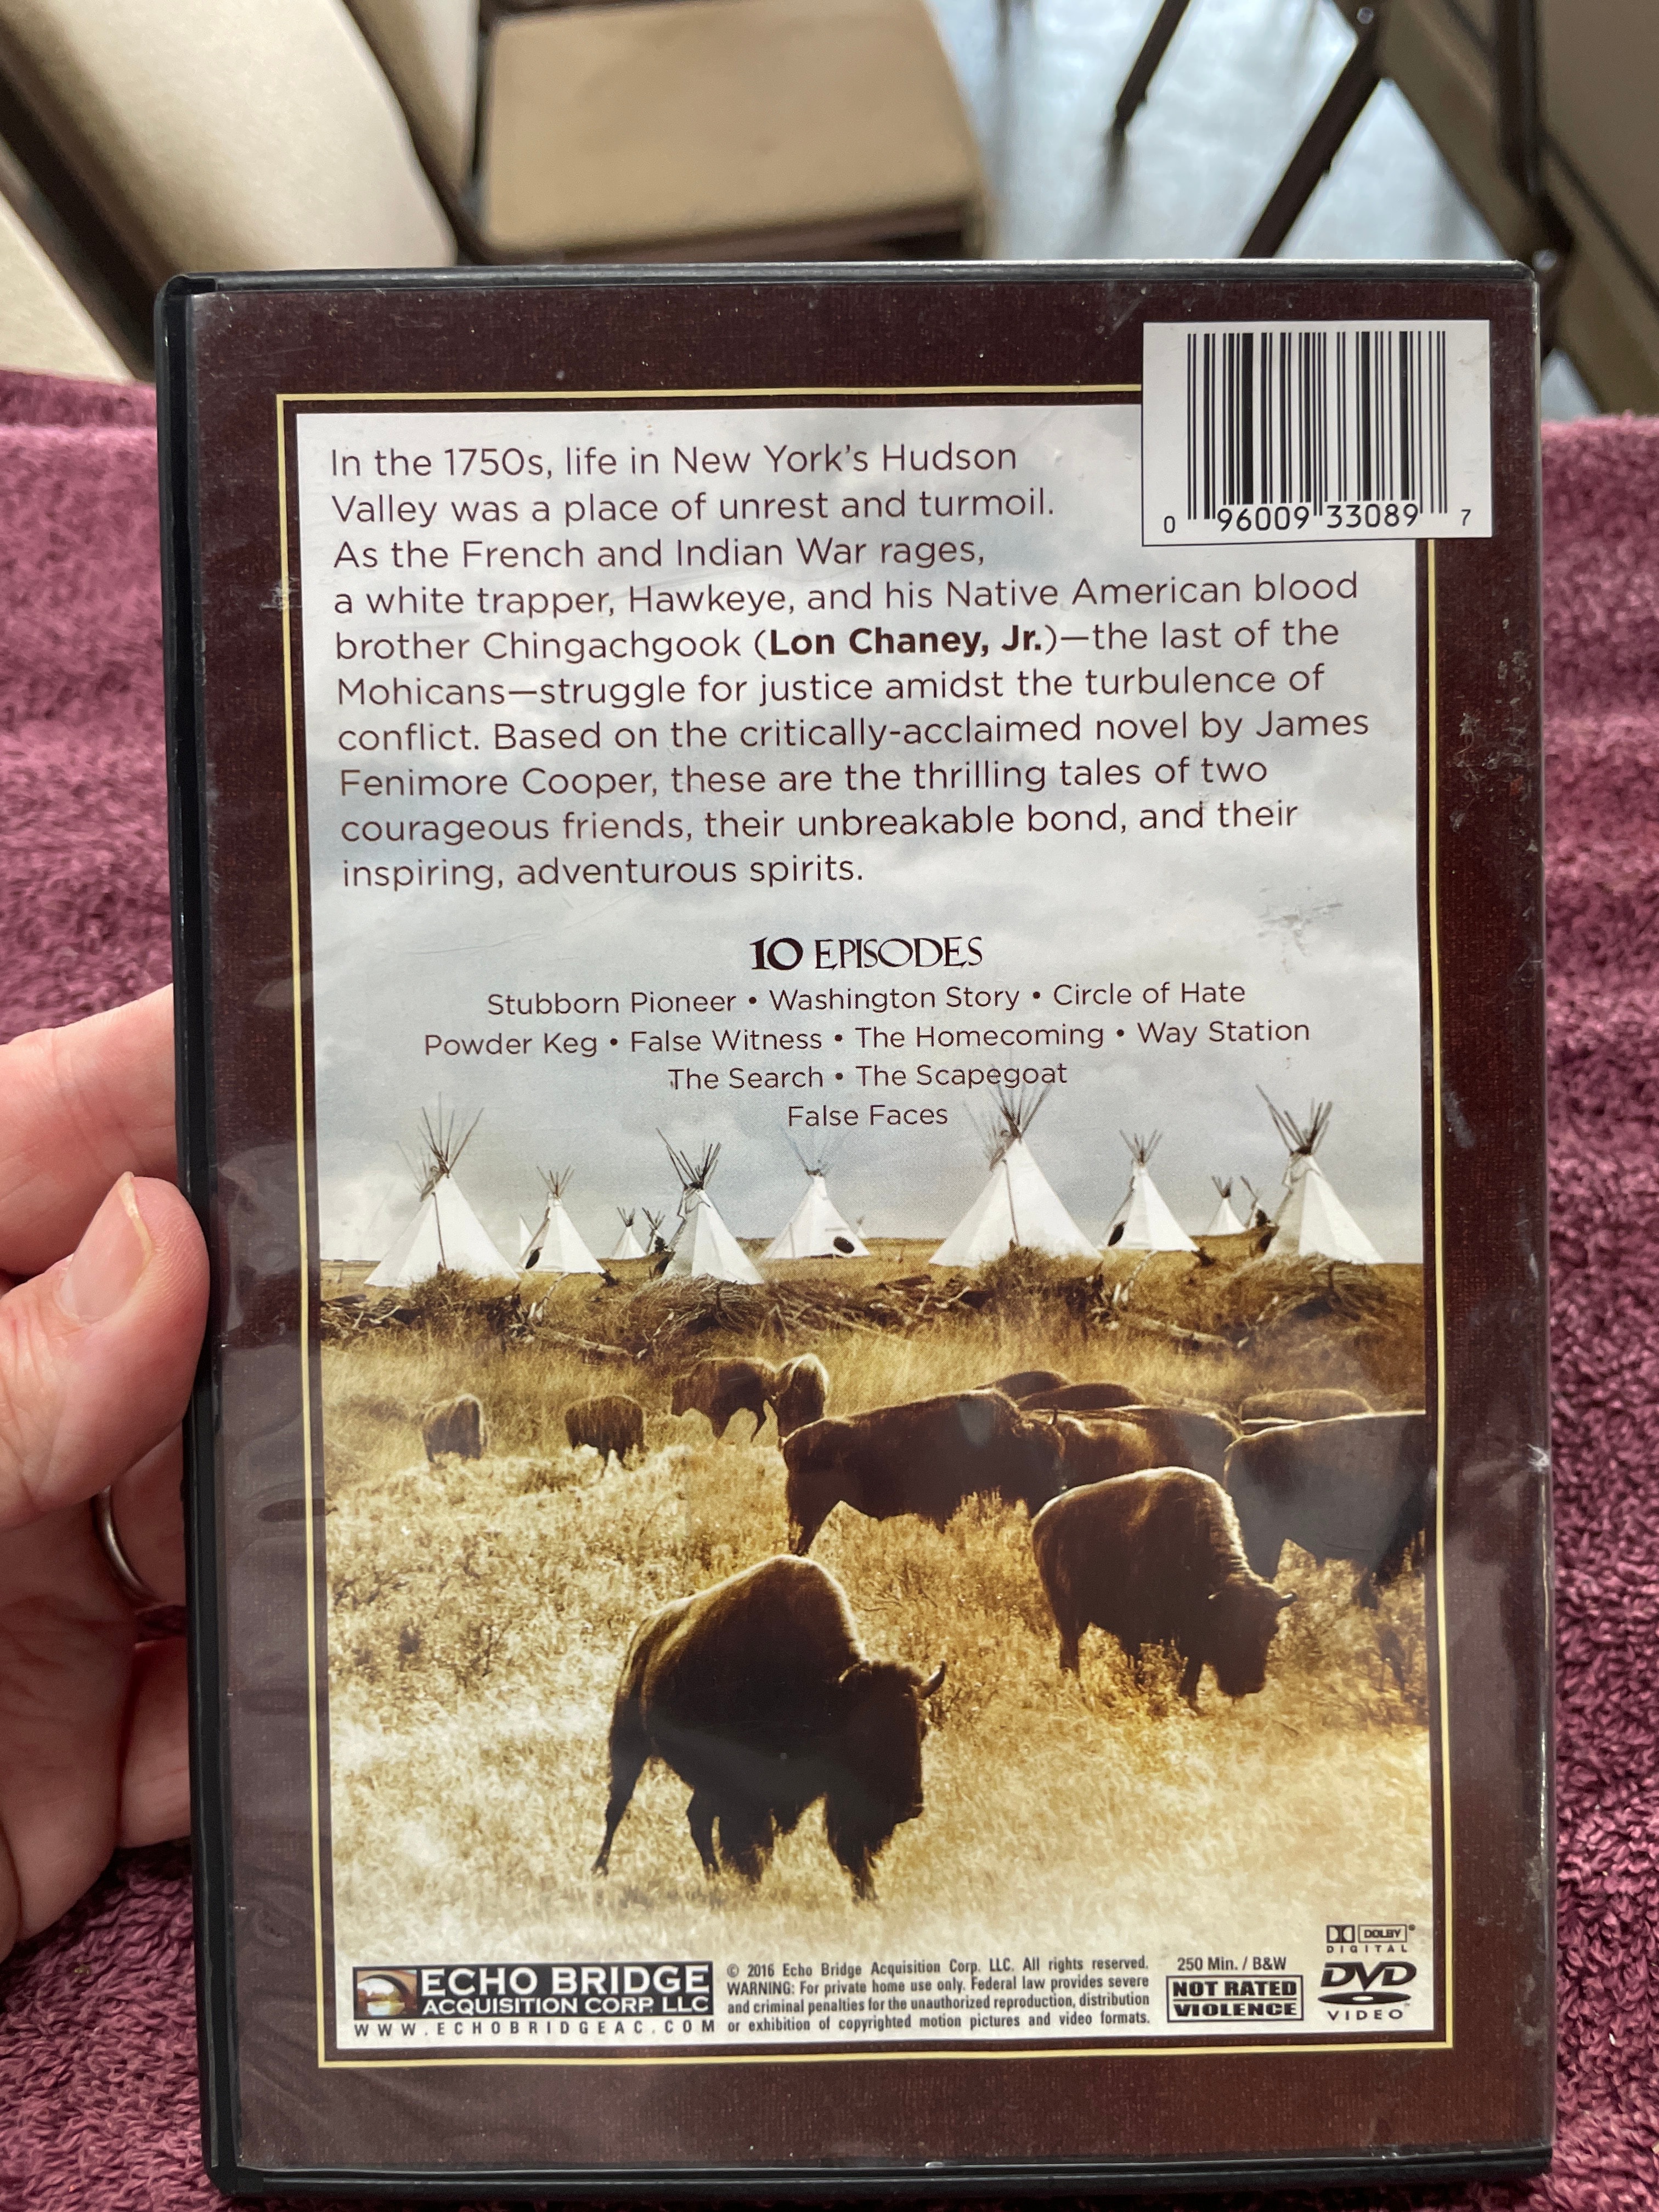 In the 1750s, life in New York's Hudson
Valley was a place of unrest and turmoil.
As the French and Indian War rages,
a white trapper, Hawkeye, and his Native American blood
brother Chingachgook (Lon Chaney, Jr.)—the last of the
Mohicans—struggle for justice amidst the turbulence of
conflict. Based on the critically-acclaimed novel by James
Fenimore Cooper, these are the thrilling tales of two
courageous friends, their unbreakable bond, and their
inspiring, adventurous spirits.
0 96009 33089 7
10 EPISODES
Stubborn Pioneer • Washington Story • Circle of Hate
Powder Keg • False Witness • The Homecoming • Way Station
The Search • The Scapegoat
False Faces
ECHO BRIDGE
ACQUISITION CORP. LLC
WWW.ECHOBRIDGEAC.COM
© 2016 Echo Bridge Acquisition Corp. LLC. All rights reserved.
WARNING: For private home use only. Federal law provides severe
and criminal penalties for the unauthorized reproduction, distribution
or exhibition of copyrighted motion pictures and video formats.
250 Min. / B&W
NOT RATED
VIOLENCE
DOLBY
DIGITAL
DVD
VIDEO